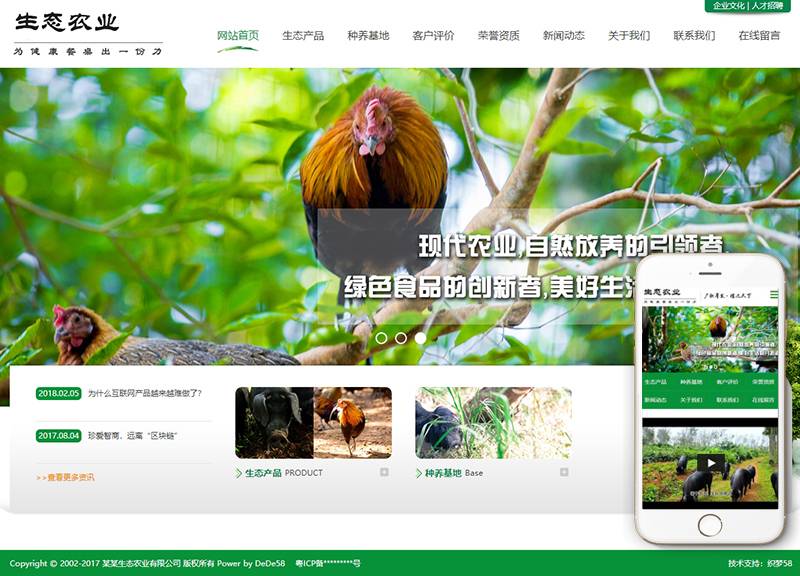 企业文化 | 人才招聘
生态农业
为健康餐桌出一份力
网站首页 生态产品 种养基地 客户评价 荣誉资质 新闻动态 关于我们 联系我们 在线留言
现代农业,自然放养的引领者
绿色食品的创新者,美好生活
2018.02.05 为什么互联网产品越来越难做了?
2017.08.04 珍爱智商，远离“区块链”
>>查看更多资讯
生态产品 PRODUCT
种养基地 Base
生态农业
生态产品 种养基地 客户评价 荣誉资质
新闻动态 关于我们 联系我们 在线留言
Copyright © 2002-2017 某某生态农业有限公司 版权所有 Power by DeDe58 粤ICP备*********号
技术支持：织梦58